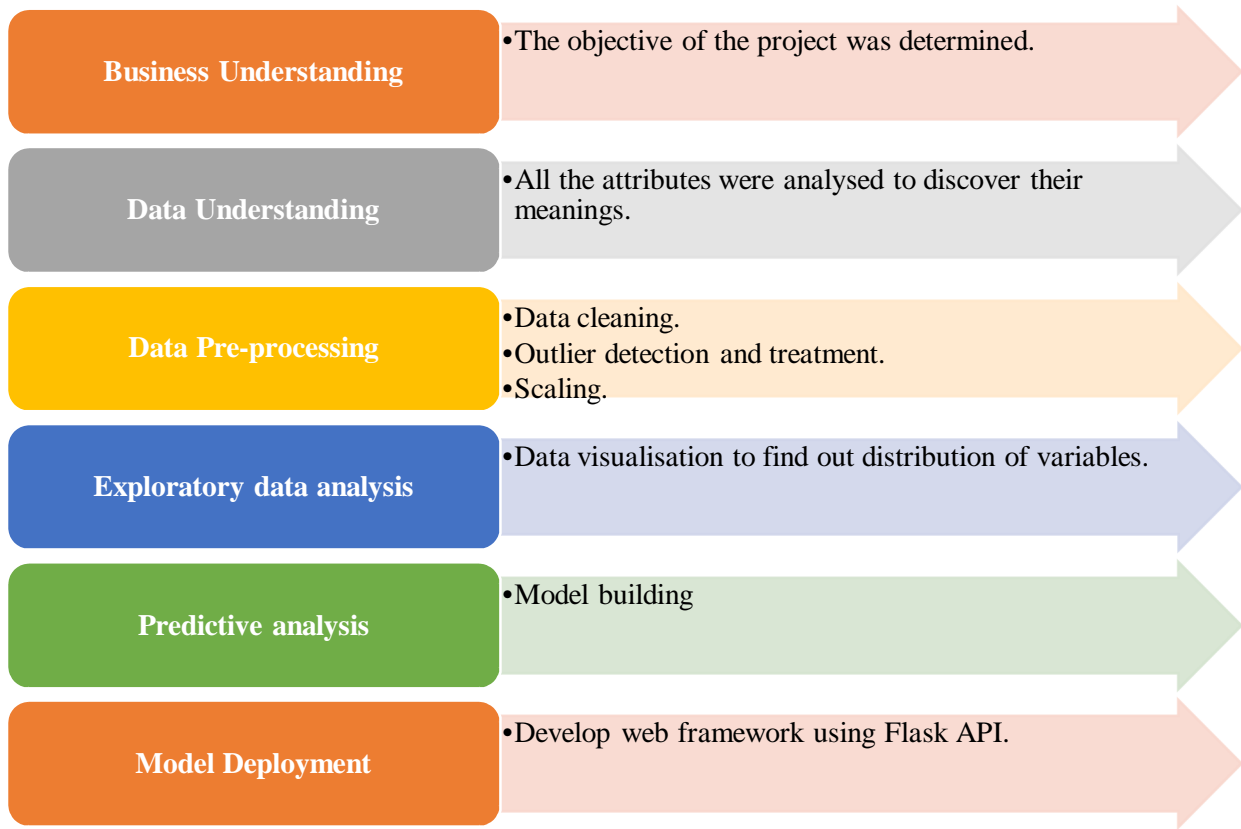 Business Understanding
•The objective of the project was determined.
Data Understanding
•All the attributes were analysed to discover their
meanings.
Data Pre-processing
•Data cleaning.
•Outlier detection and treatment.
•Scaling.
Exploratory data analysis
•Data visualisation to find out distribution of variables.
Predictive analysis
•Model building
Model Deployment
•Develop web framework using Flask API.